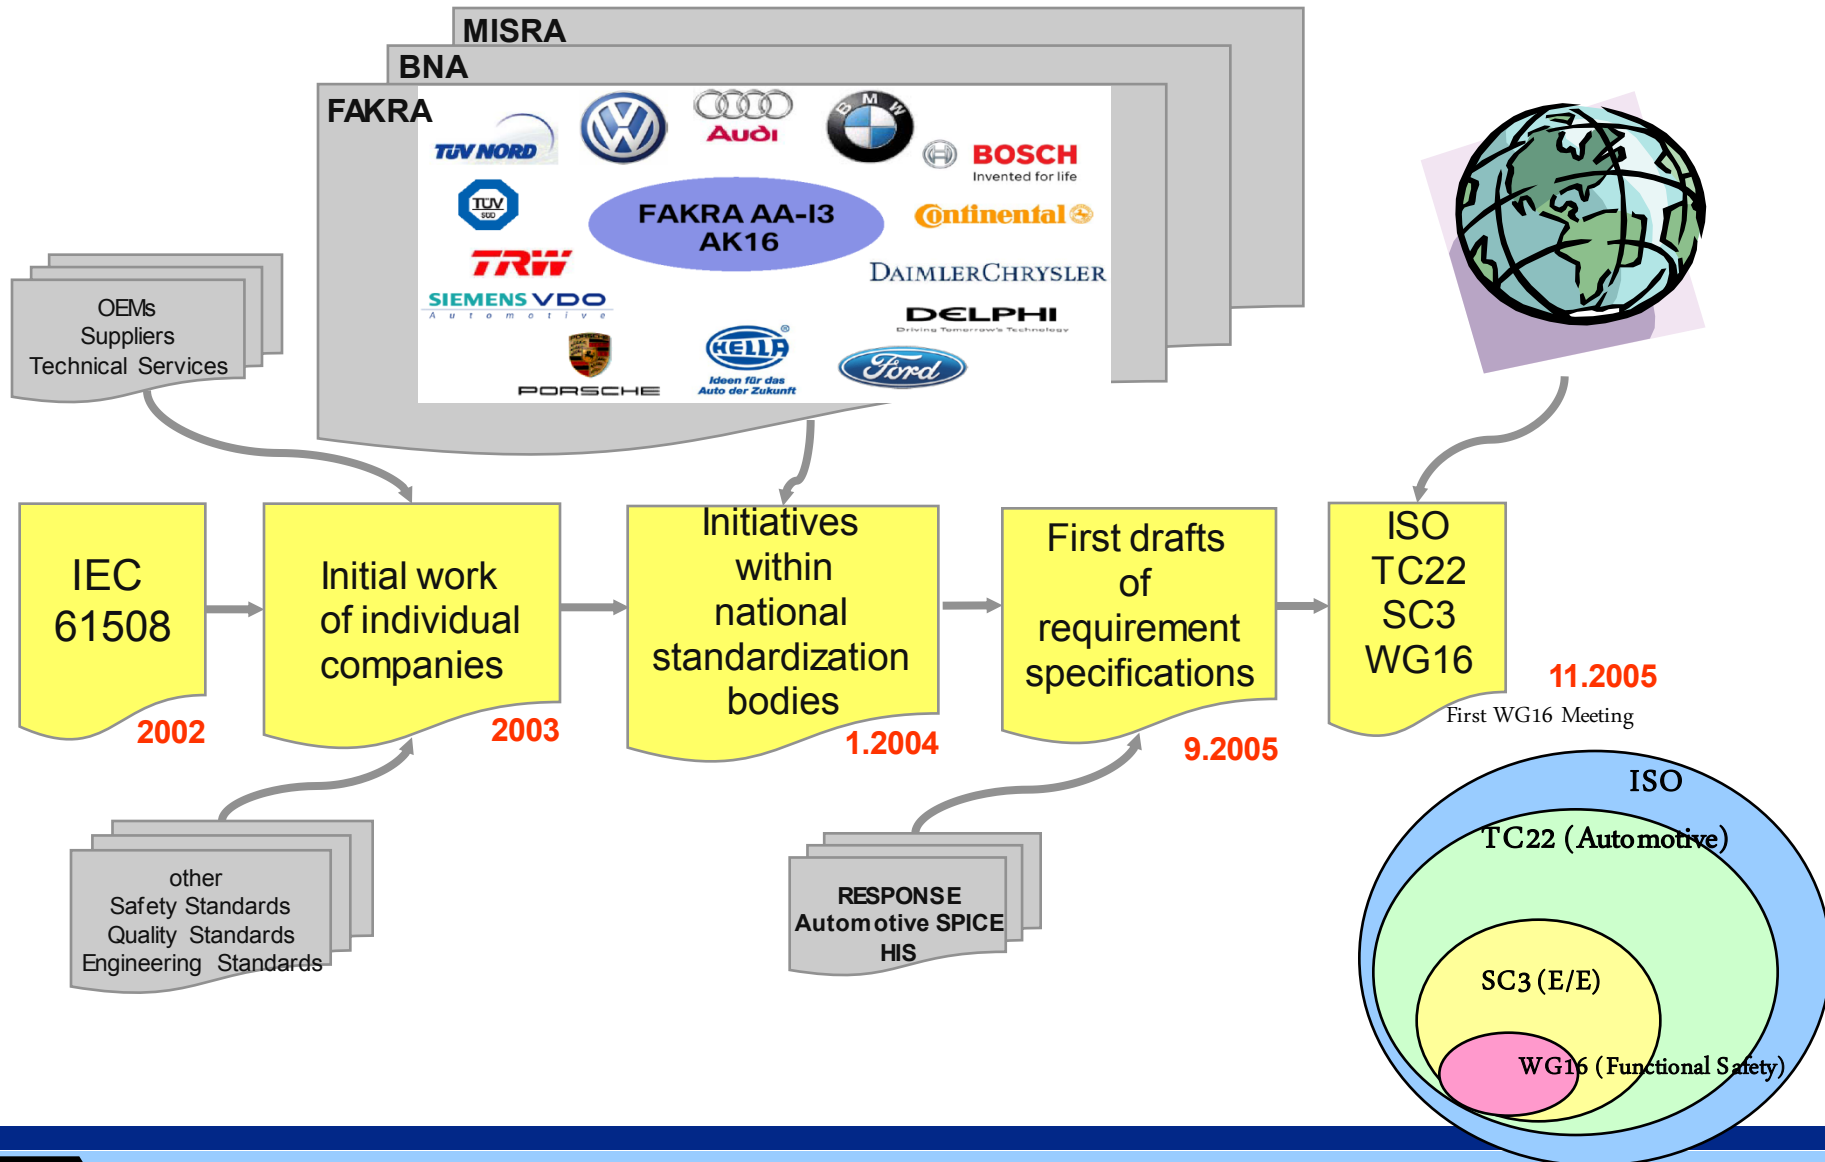 MISRA
BNA
FAKRA
TÜV NORD
Audi
BMW
BOSCH
Invented for life
TÜV
SÜD
FAKRA AA-I3
AK16
Continental
TRW
DAIMLERCHRYSLER
SIEMENS VDO
Automotive
DELPHI
Driving Tomorrow's Technology
PORSCHE
PORSCHE
HELLA
Ideen für das
Auto der Zukunft
Ford
OEMs
Suppliers
Technical Services
IEC
61508
2002
Initial work
of individual
companies
2003
Initiatives
within
national
standardization
bodies
1.2004
First drafts
of
requirement
specifications
9.2005
ISO
TC22
SC3
WG16
11.2005
First WG16 Meeting
other
Safety Standards
Quality Standards
Engineering Standards
RESPONSE
Automotive SPICE
HIS
ISO
TC22 (Automotive)
SC3 (E/E)
WG16 (Functional Safety)